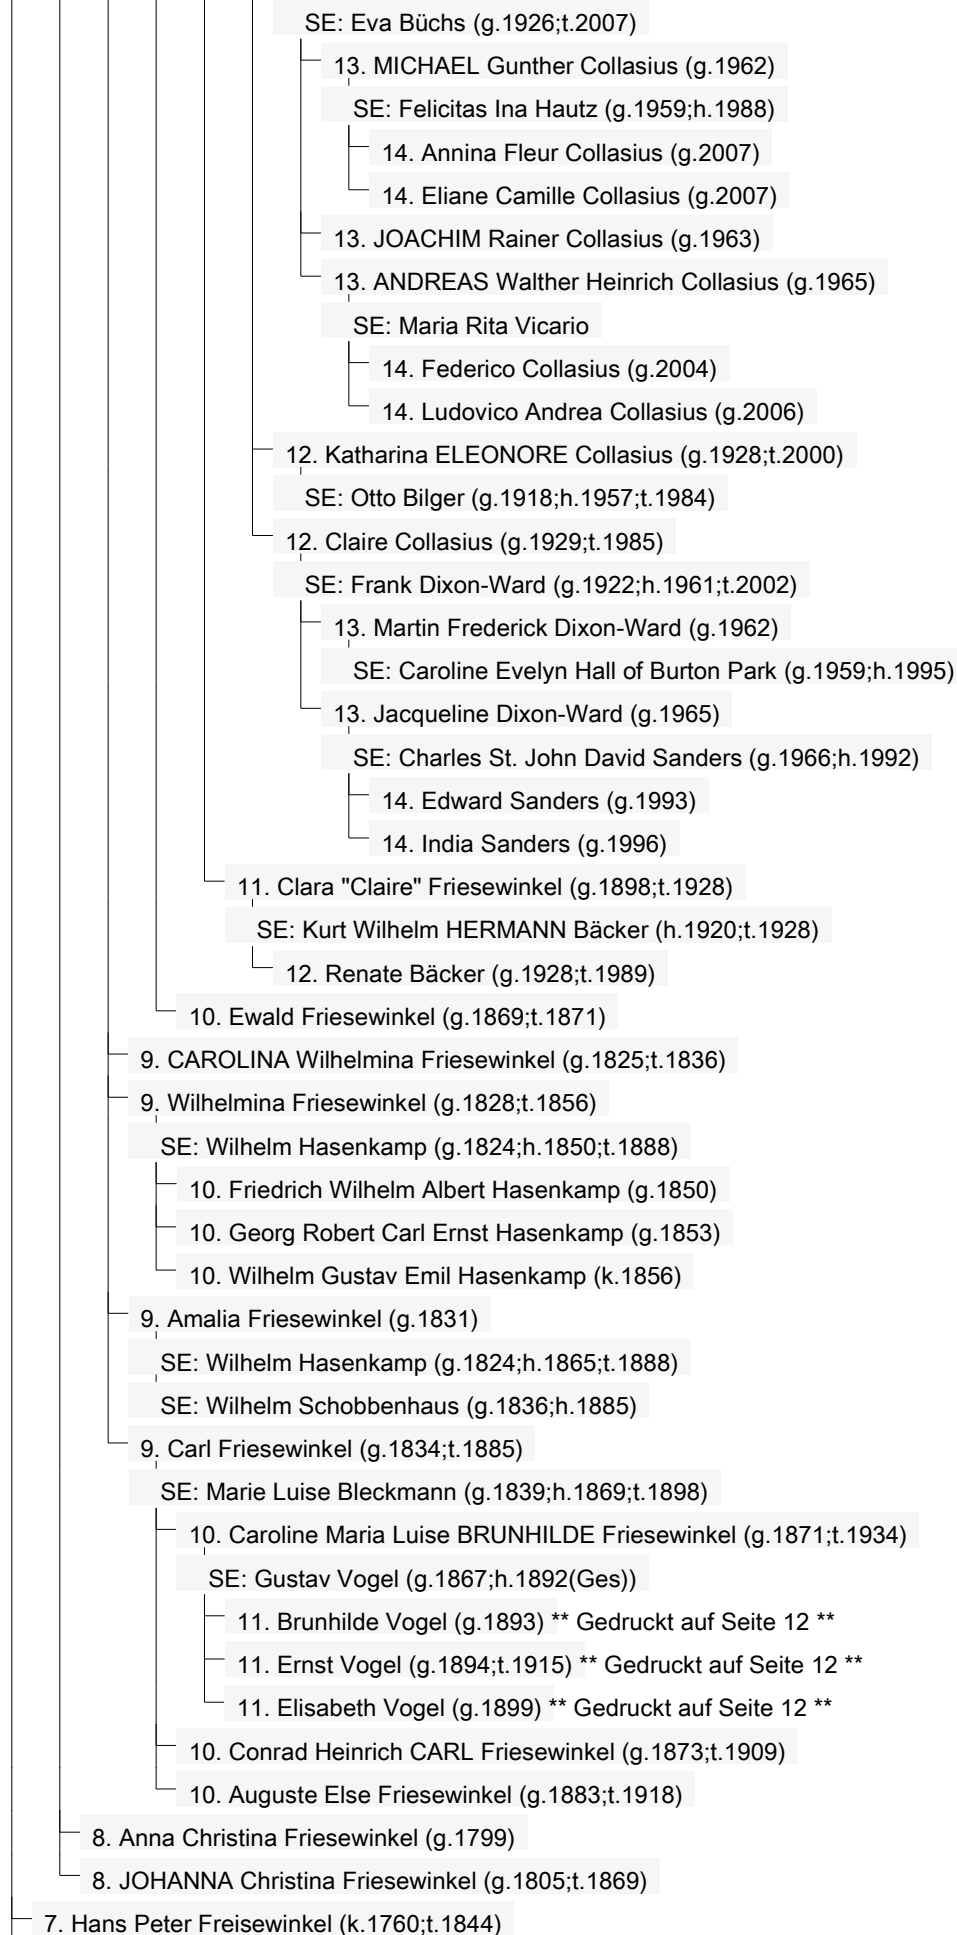 SE: Eva Büchs (g.1926;t.2007)
13. MICHAEL Gunther Collasius (g.1962)
SE: Felicitas Ina Hautz (g.1959;h.1988)
14. Annina Fleur Collasius (g.2007)
14. Eliane Camille Collasius (g.2007)
13. JOACHIM Rainer Collasius (g.1963)
13. ANDREAS Walther Heinrich Collasius (g.1965)
SE: Maria Rita Vicario
14. Federico Collasius (g.2004)
14. Ludovico Andrea Collasius (g.2006)
12. Katharina ELEONORE Collasius (g.1928;t.2000)
SE: Otto Bilger (g.1918;h.1957;t.1984)
12. Claire Collasius (g.1929;t.1985)
SE: Frank Dixon-Ward (g.1922;h.1961;t.2002)
13. Martin Frederick Dixon-Ward (g.1962)
SE: Caroline Evelyn Hall of Burton Park (g.1959;h.1995)
13. Jacqueline Dixon-Ward (g.1965)
SE: Charles St. John David Sanders (g.1966;h.1992)
14. Edward Sanders (g.1993)
14. India Sanders (g.1996)
11. Clara "Claire" Friesewinkel (g.1898;t.1928)
SE: Kurt Wilhelm HERMANN Bäcker (h.1920;t.1928)
12. Renate Bäcker (g.1928;t.1989)
10. Ewald Friesewinkel (g.1869;t.1871)
9. CAROLINA Wilhelmina Friesewinkel (g.1825;t.1836)
9. Wilhelmina Friesewinkel (g.1828;t.1856)
SE: Wilhelm Hasenkamp (g.1824;h.1850;t.1888)
10. Friedrich Wilhelm Albert Hasenkamp (g.1850)
10. Georg Robert Carl Ernst Hasenkamp (g.1853)
10. Wilhelm Gustav Emil Hasenkamp (k.1856)
9. Amalia Friesewinkel (g.1831)
SE: Wilhelm Hasenkamp (g.1824;h.1865;t.1888)
SE: Wilhelm Schobbenhaus (g.1836;h.1885)
9. Carl Friesewinkel (g.1834;t.1885)
SE: Marie Luise Bleckmann (g.1839;h.1869;t.1898)
10. Caroline Maria Luise BRUNHILDE Friesewinkel (g.1871;t.1934)
SE: Gustav Vogel (g.1867;h.1892(Ges))
11. Brunhilde Vogel (g.1893) ** Gedruckt auf Seite 12 **
11. Ernst Vogel (g.1894;t.1915) ** Gedruckt auf Seite 12 **
11. Elisabeth Vogel (g.1899) ** Gedruckt auf Seite 12 **
10. Conrad Heinrich CARL Friesewinkel (g.1873;t.1909)
10. Auguste Else Friesewinkel (g.1883;t.1918)
8. Anna Christina Friesewinkel (g.1799)
8. JOHANNA Christina Friesewinkel (g.1805;t.1869)
7. Hans Peter Freisewinkel (k.1760;t.1844)